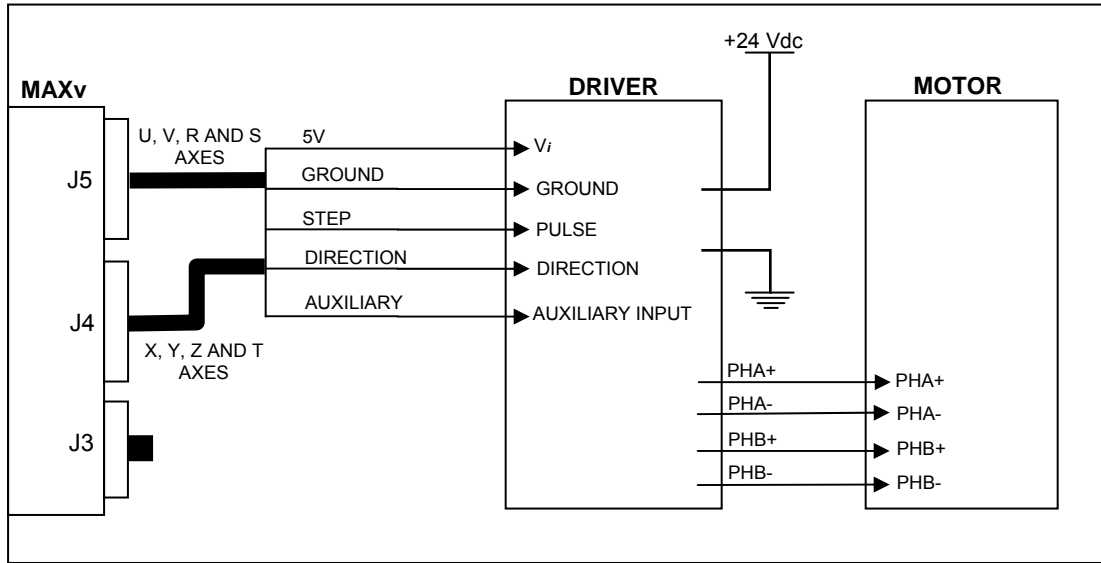 +24 Vdc
MAXv
DRIVER
MOTOR
J5
U, V, R AND S
AXES
J4
X, Y, Z AND T
AXES
J3
5V
GROUND
STEP
DIRECTION
AUXILIARY
Vi
GROUND
PULSE
DIRECTION
AUXILIARY INPUT
PHA+
PHA-
PHB+
PHB-
PHA+
PHA-
PHB+
PHB-